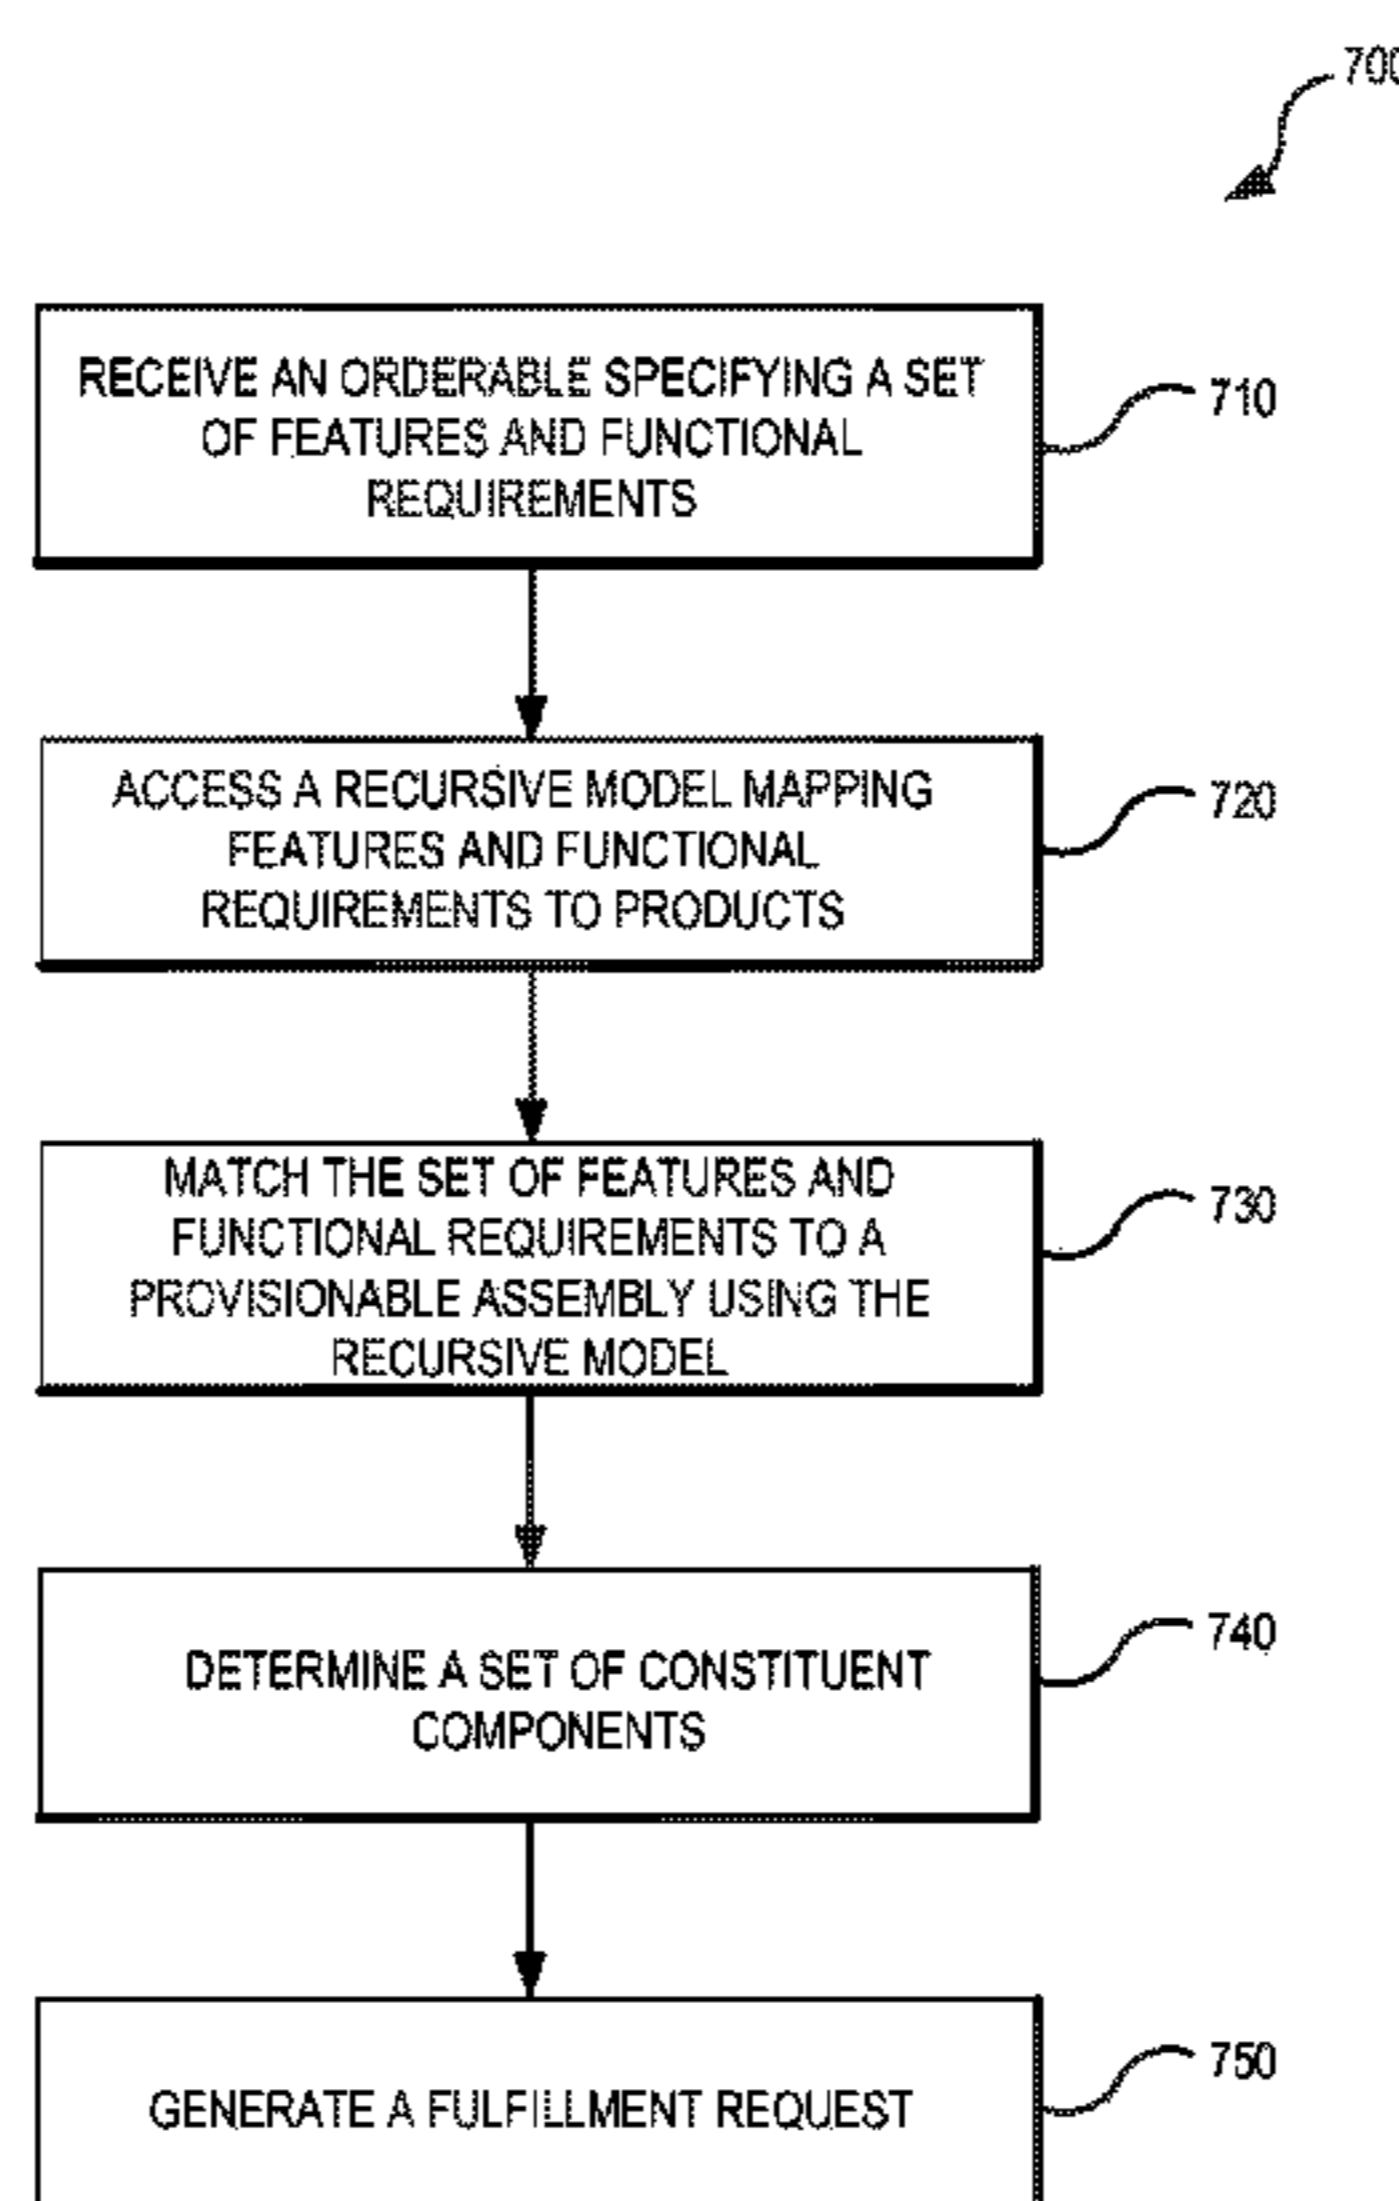 700
RECEIVE AN ORDERABLE SPECIFYING A SET
OF FEATURES AND FUNCTIONAL
REQUIREMENTS
710
ACCESS A RECURSIVE MODEL MAPPING
FEATURES AND FUNCTIONAL
REQUIREMENTS TO PRODUCTS
720
MATCH THE SET OF FEATURES AND
FUNCTIONAL REQUIREMENTS TO A
PROVISIONABLE ASSEMBLY USING THE
RECURSIVE MODEL
730
DETERMINE A SET OF CONSTITUENT
COMPONENTS
740
GENERATE A FULFILLMENT REQUEST
750